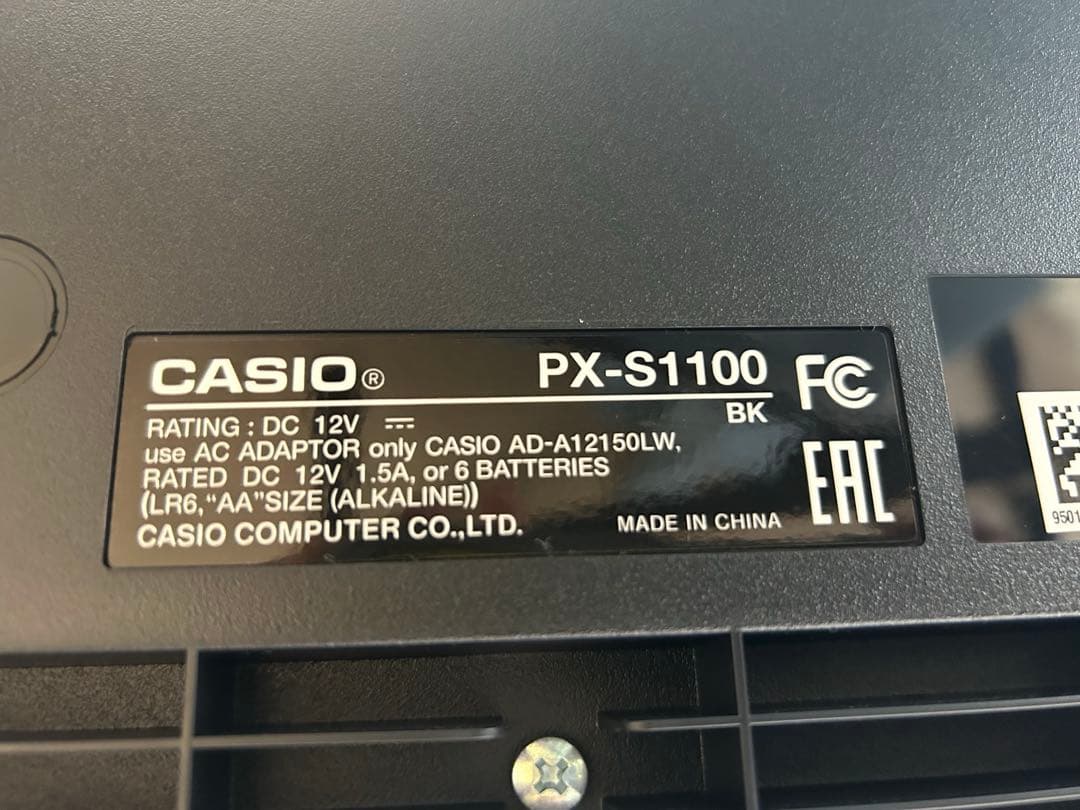 CASIO® PX-S1100 FC
BK
RATING : DC 12V ⎓
use AC ADAPTOR only CASIO AD-A12150LW,
RATED DC 12V 1.5A, or 6 BATTERIES
(LR6,“AA”SIZE (ALKALINE))
EAC
CASIO COMPUTER CO.,LTD. MADE IN CHINA
9501